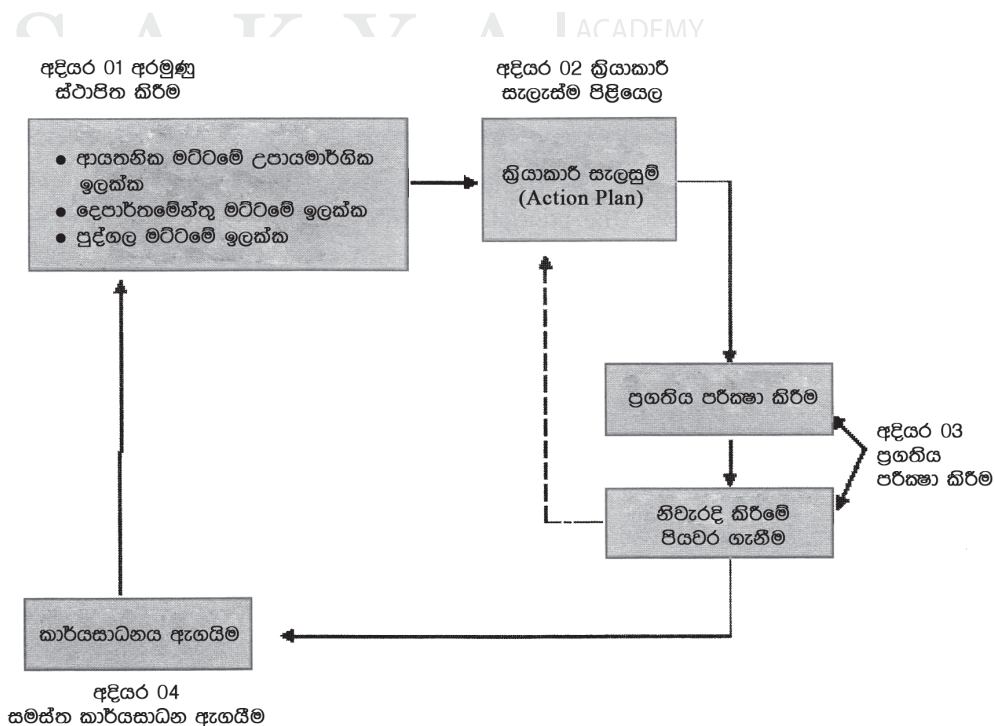 ACADEMY
අදියර 01 අරමුණු
ස්ථාපිත කිරීම
● ආයතනික මට්ටමේ උපායමාර්ගික
ඉලක්ක
● දෙපාර්තමේන්තු මට්ටමේ ඉලක්ක
● පුද්ගල මට්ටමේ ඉලක්ක
අදියර 02 ක්‍රියාකාරී
සැලැස්ම පිළියෙල
ක්‍රියාකාරී සැලසුම්
(Action Plan)
ප්‍රගතිය පරීක්‍ෂා කිරීම
අදියර 03
ප්‍රගතිය
පරීක්‍ෂා කිරීම
නිවැරදි කිරීමේ
පියවර ගැනීම
කාර්යසාධනය ඇගයිම
අදියර 04
සමස්ත කාර්යසාධන ඇගයීම